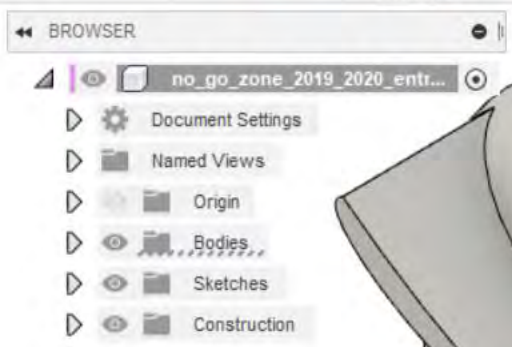 BROWSER
no_go_zone_2019_2020_entr...
Document Settings
Named Views
Origin
Bodies
Sketches
Construction